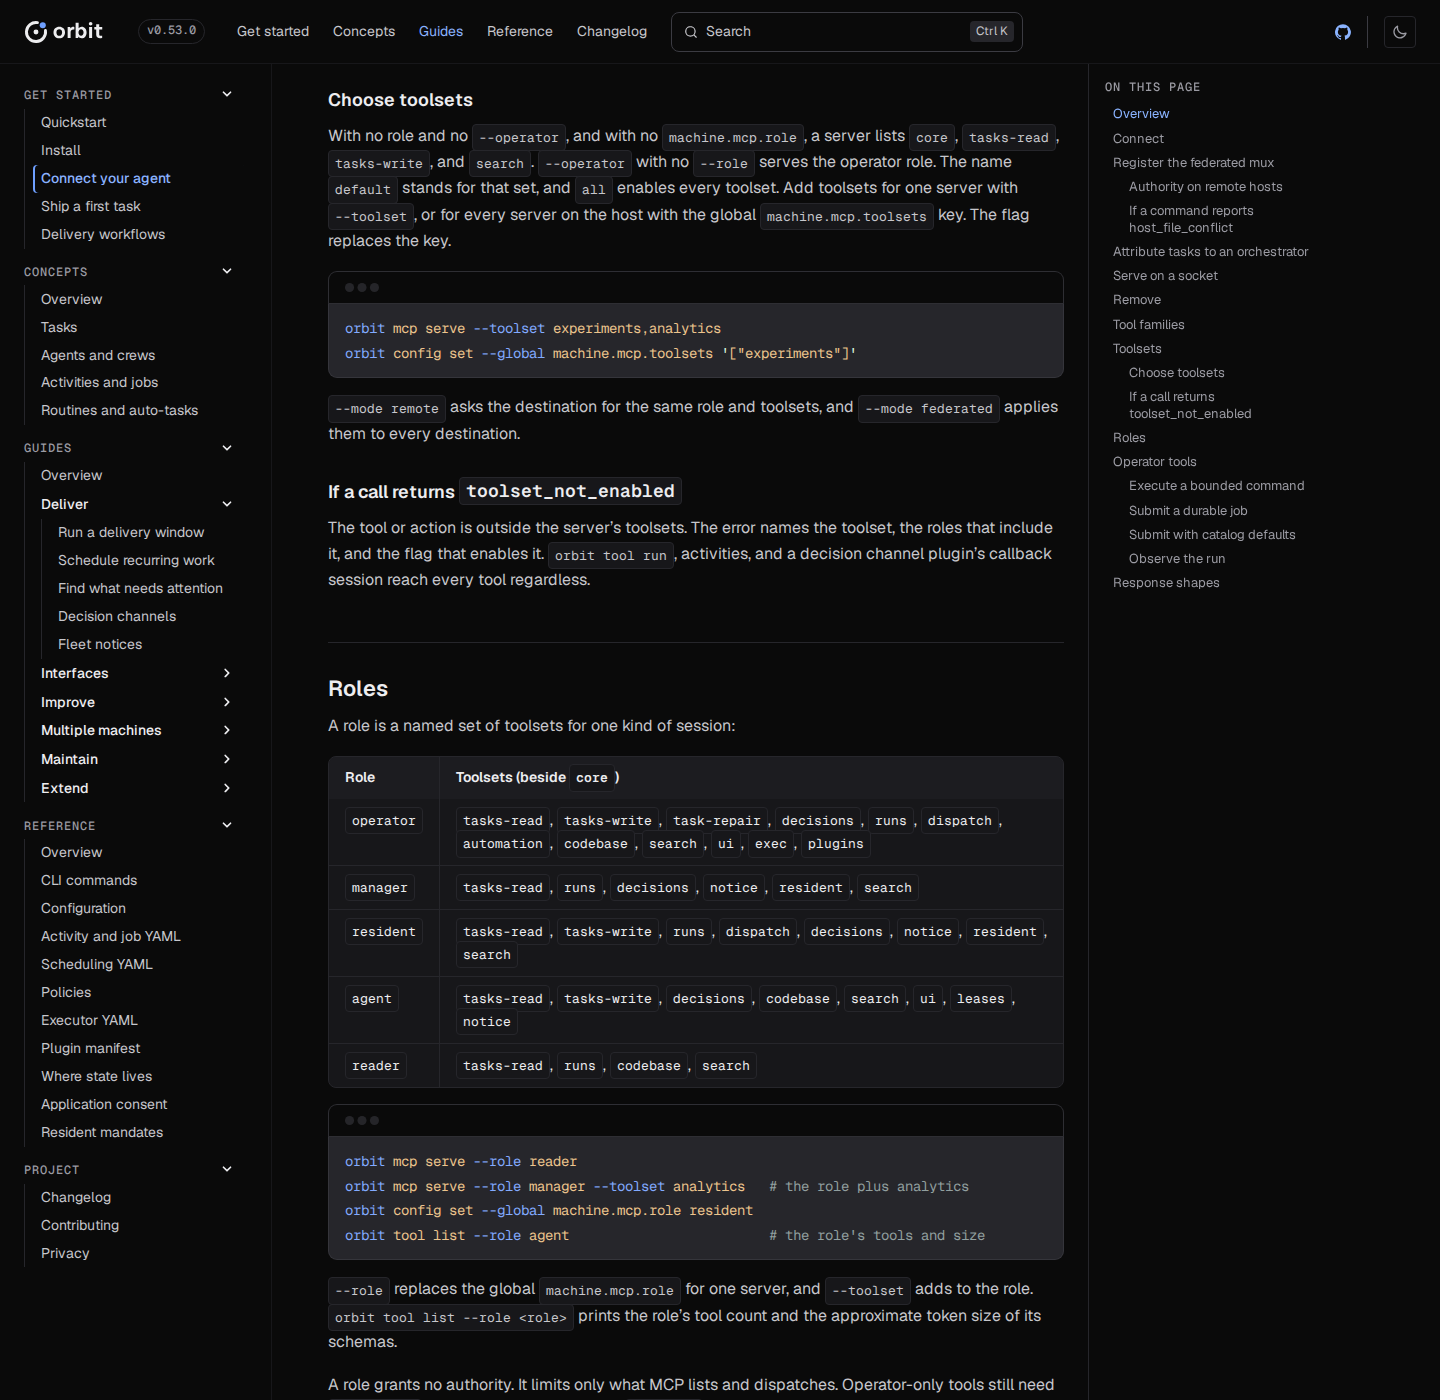 orbit
v0.53.0
Get started
Concepts
Guides
Reference
Changelog
Search
Ctrl K
GET STARTED
Quickstart
Install
Connect your agent
Ship a first task
Delivery workflows
CONCEPTS
Overview
Tasks
Agents and crews
Activities and jobs
Routines and auto-tasks
GUIDES
Overview
Deliver
Run a delivery window
Schedule recurring work
Find what needs attention
Decision channels
Fleet notices
Interfaces
Improve
Multiple machines
Maintain
Extend
REFERENCE
Overview
CLI commands
Configuration
Activity and job YAML
Scheduling YAML
Policies
Executor YAML
Plugin manifest
Where state lives
Application consent
Resident mandates
PROJECT
Changelog
Contributing
Privacy
Choose toolsets
With no role and no --operator, and with no machine.mcp.role, a server lists core, tasks-read,
tasks-write, and search. --operator with no --role serves the operator role. The name
default stands for that set, and all enables every toolset. Add toolsets for one server with
--toolset, or for every server on the host with the global machine.mcp.toolsets key. The flag
replaces the key.
orbit mcp serve --toolset experiments,analytics
orbit config set --global machine.mcp.toolsets '["experiments"]'
--mode remote asks the destination for the same role and toolsets, and --mode federated applies
them to every destination.
If a call returns toolset_not_enabled
The tool or action is outside the server’s toolsets. The error names the toolset, the roles that include
it, and the flag that enables it. orbit tool run, activities, and a decision channel plugin’s callback
session reach every tool regardless.
Roles
A role is a named set of toolsets for one kind of session:
Role Toolsets (beside core)
operator tasks-read, tasks-write, task-repair, decisions, runs, dispatch,
automation, codebase, search, ui, exec, plugins
manager tasks-read, runs, decisions, notice, resident, search
resident tasks-read, tasks-write, runs, dispatch, decisions, notice, resident,
search
agent tasks-read, tasks-write, decisions, codebase, search, ui, leases,
notice
reader tasks-read, runs, codebase, search
orbit mcp serve --role reader
orbit mcp serve --role manager --toolset analytics # the role plus analytics
orbit config set --global machine.mcp.role resident
orbit tool list --role agent # the role's tools and size
--role replaces the global machine.mcp.role for one server, and --toolset adds to the role.
orbit tool list --role <role> prints the role’s tool count and the approximate token size of its
schemas.
A role grants no authority. It limits only what MCP lists and dispatches. Operator-only tools still need
ON THIS PAGE
Overview
Connect
Register the federated mux
Authority on remote hosts
If a command reports
host_file_conflict
Attribute tasks to an orchestrator
Serve on a socket
Remove
Tool families
Toolsets
Choose toolsets
If a call returns
toolset_not_enabled
Roles
Operator tools
Execute a bounded command
Submit a durable job
Submit with catalog defaults
Observe the run
Response shapes